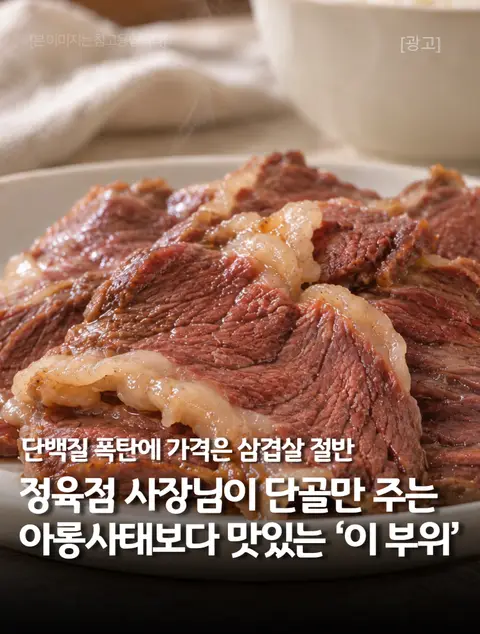 [광고]
단백질 폭탄에 가격은 삼겹살 절반
정육점 사장님이 단골만 주는
아롱사태보다 맛있는 ‘이 부위’